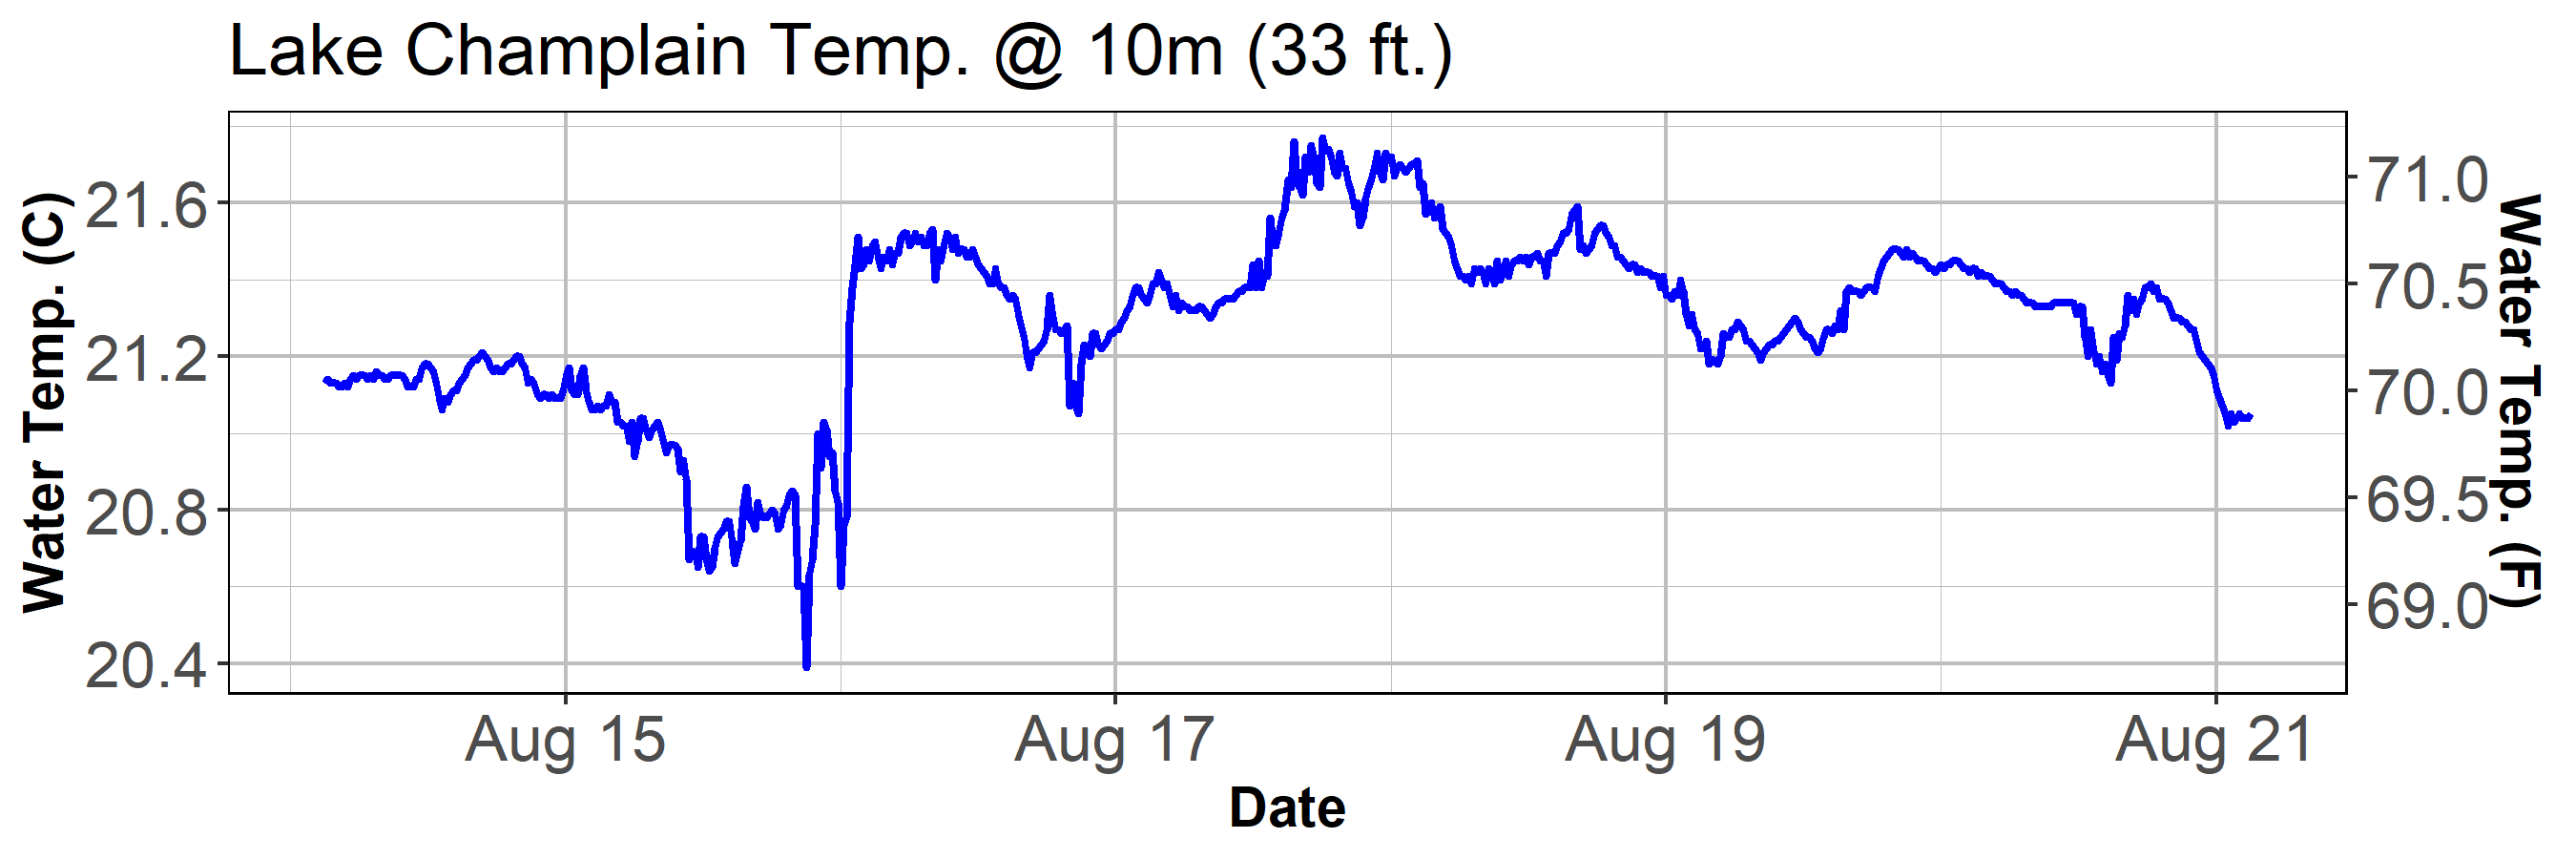 Lake Champlain Temp. @ 10m (33 ft.)
Water Temp. (C)
21.6
21.2
20.8
20.4
71.0
70.5
70.0
69.5
69.0
Water Temp. (F)
Aug 15
Aug 17
Aug 19
Aug 21
Date